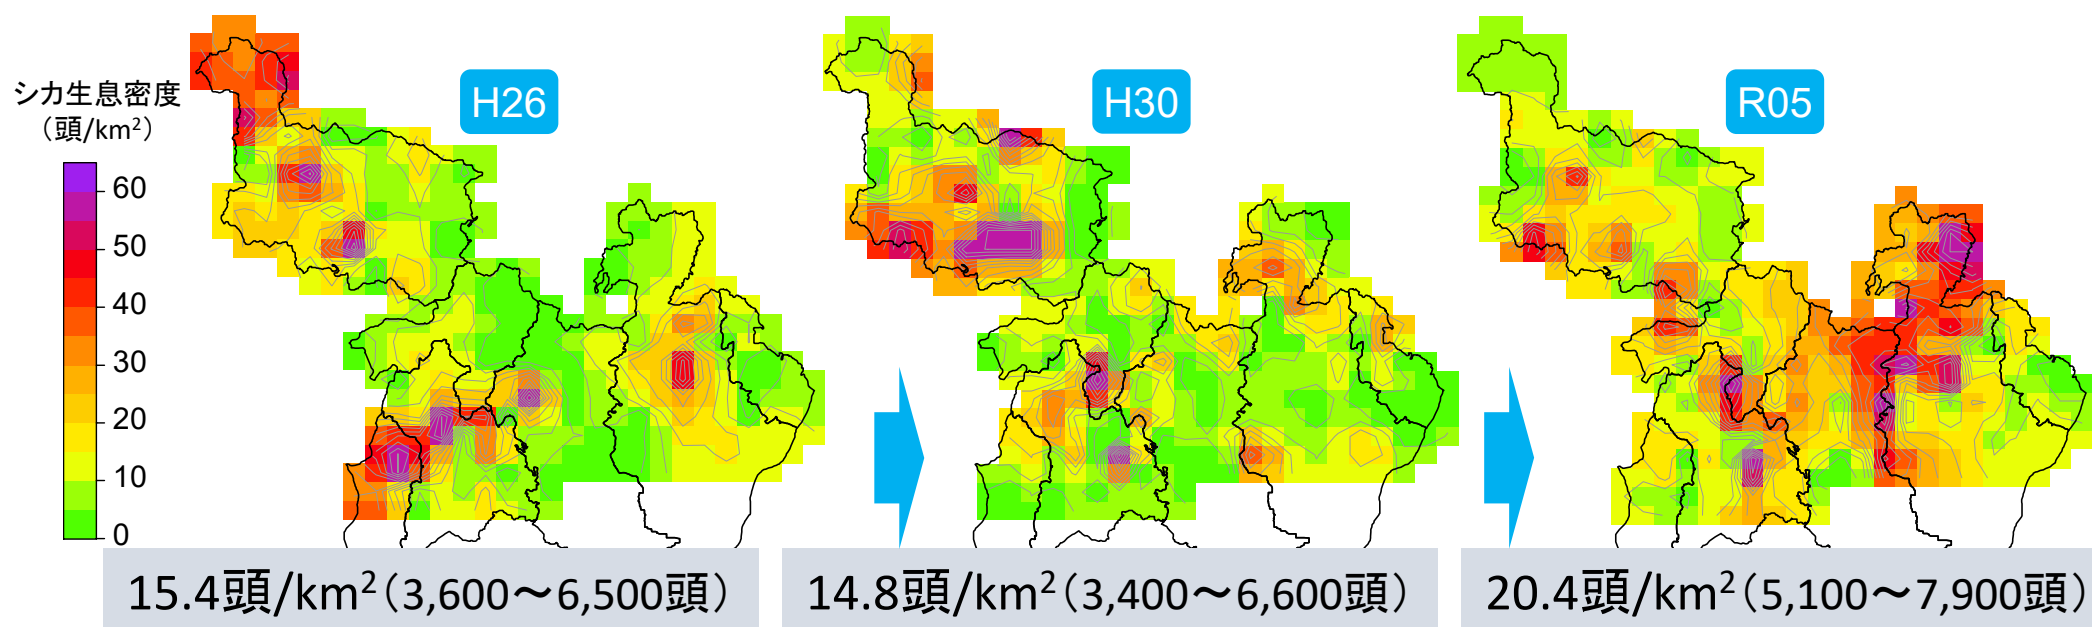 シカ生息密度
（頭/km²）
60
50
40
30
20
10
0
H26
H30
R05
15.4頭/km²（3,600～6,500頭）
14.8頭/km²（3,400～6,600頭）
20.4頭/km²（5,100～7,900頭）